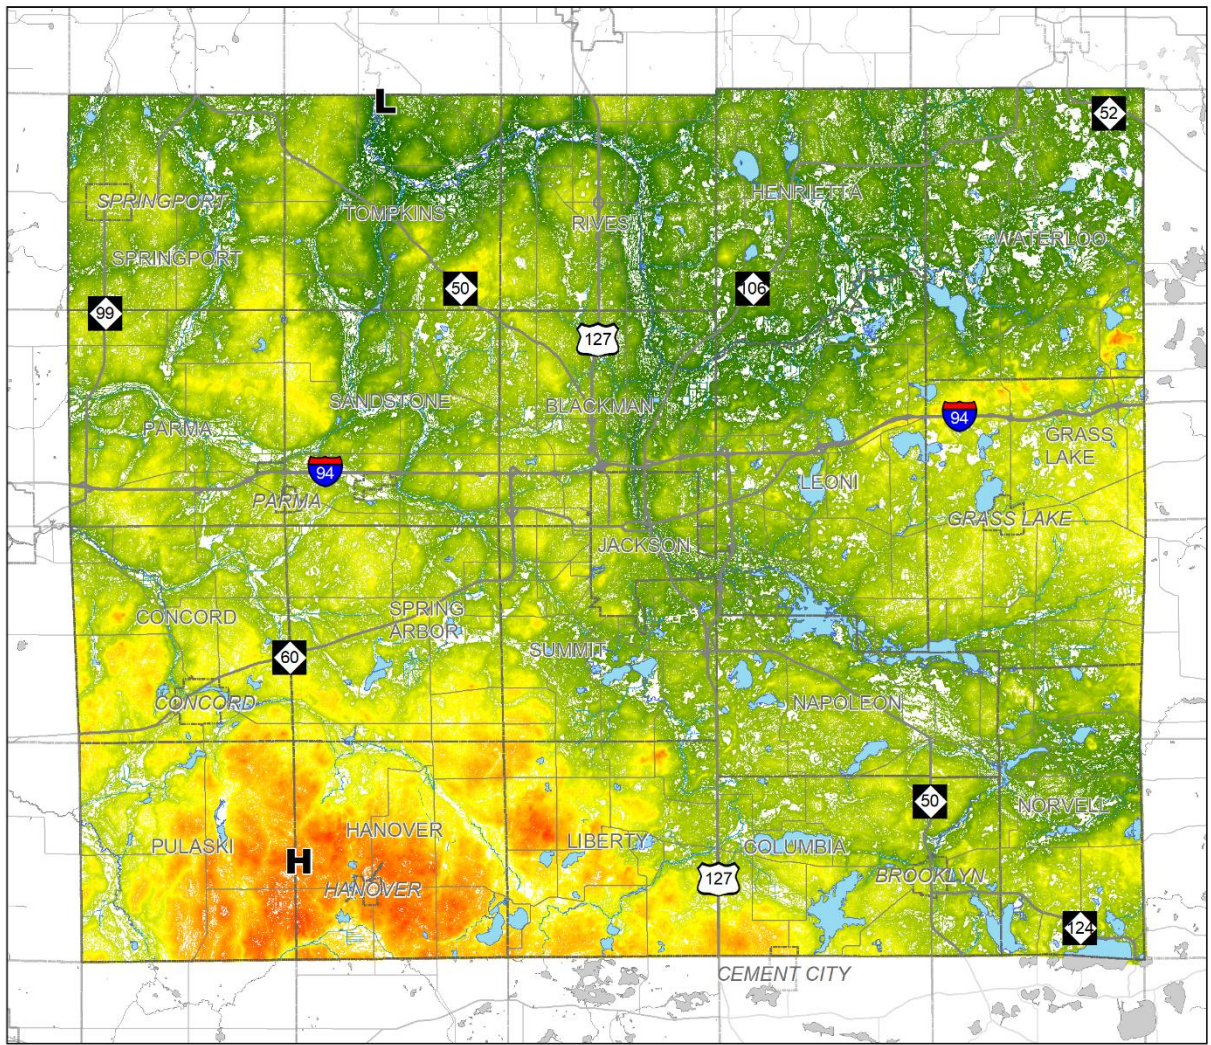 L
52
HENRIETTA
SPRINGPORT
TOMPKINS
RIVES
WATERLOO
SPRINGPORT
50
106
99
127
SANDSTONE
BLACKMAN
94
PARMA
GRASS
LAKE
94
LEONI
PARMA
GRASS LAKE
JACKSON
CONCORD
SPRING
ARBOR
SUMMIT
60
CONCORD
NAPOLEON
50
NORVELL
HANOVER
PULASKI
LIBERTY
COLUMBIA
H
HANOVER
127
BROOKLYN
124
CEMENT CITY